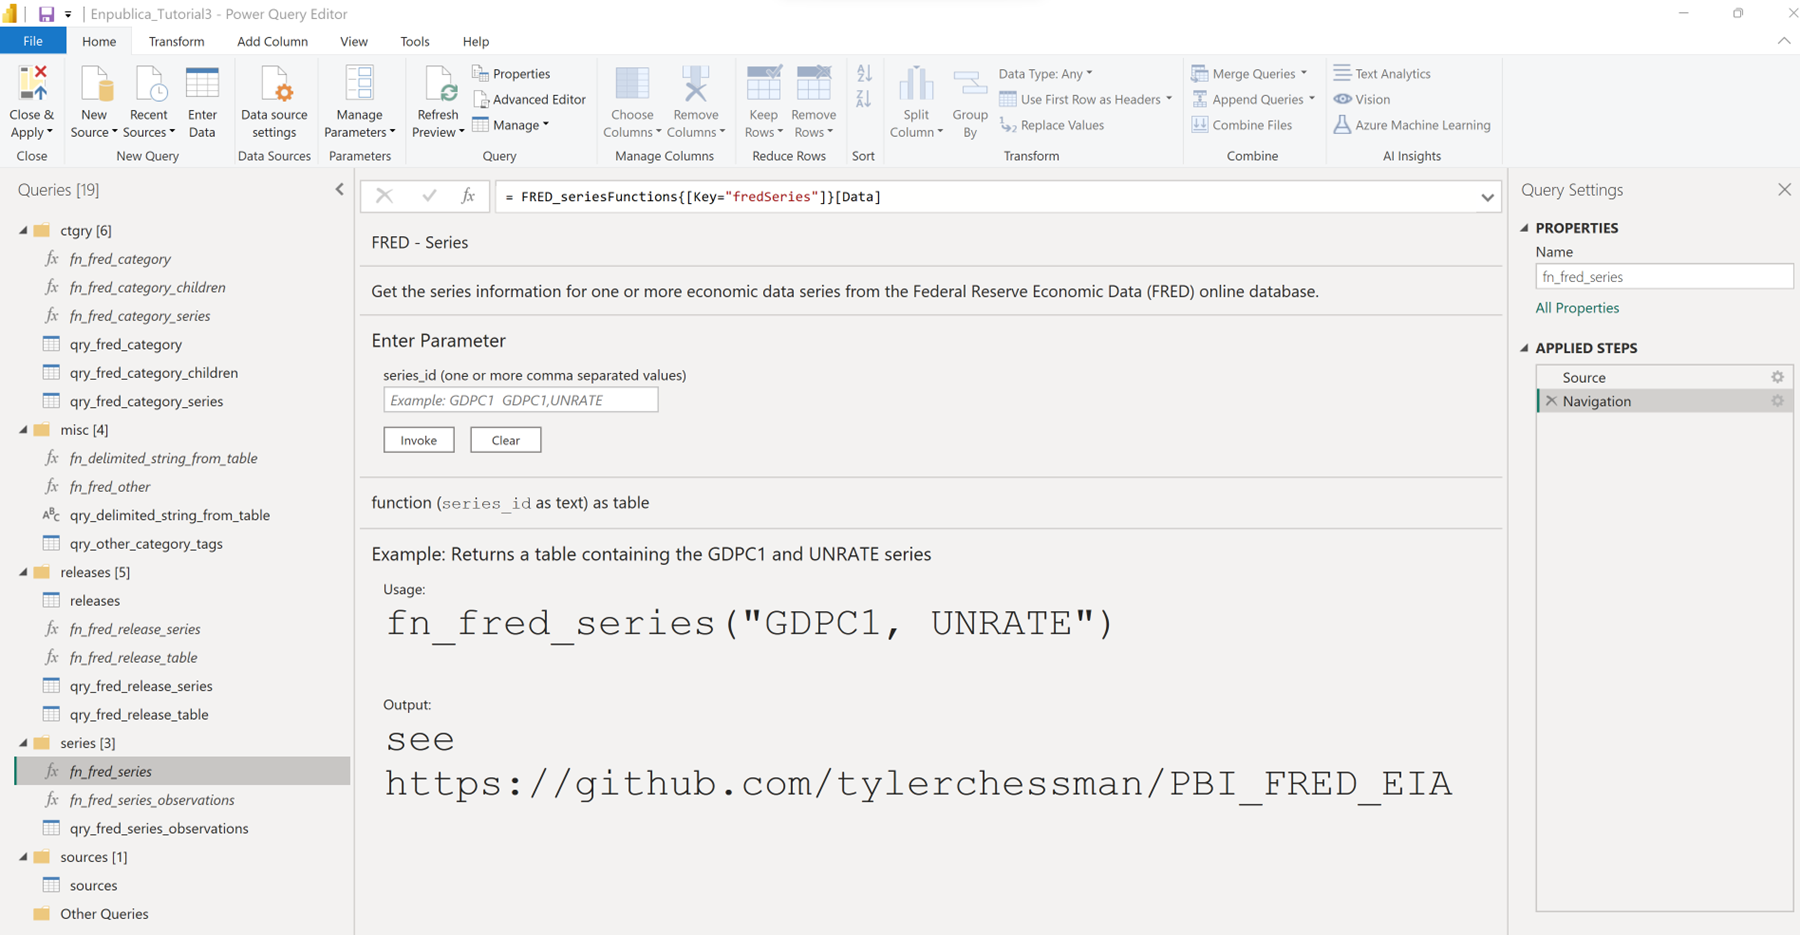 Enpublica_Tutorial3 - Power Query Editor
File Home Transform Add Column View Tools Help
Close & Apply
Close
New Source
Recent Sources
Enter Data
New Query
Data source settings
Data Sources
Manage Parameters
Parameters
Refresh Preview
Properties
Advanced Editor
Manage
Query
Choose Columns
Remove Columns
Manage Columns
Keep Rows
Remove Rows
Reduce Rows
Sort
Split Column
Group By
Data Type: Any
Use First Row as Headers
Replace Values
Transform
Merge Queries
Append Queries
Combine Files
Combine
Text Analytics
Vision
Azure Machine Learning
AI Insights
Queries [19]
ctgry [6]
fx fn_fred_category
fx fn_fred_category_children
fx fn_fred_category_series
qry_fred_category
qry_fred_category_children
qry_fred_category_series
misc [4]
fx fn_delimited_string_from_table
fx fn_fred_other
ABC qry_delimited_string_from_table
qry_other_category_tags
releases [5]
releases
fx fn_fred_release_series
fx fn_fred_release_table
qry_fred_release_series
qry_fred_release_table
series [3]
fx fn_fred_series
fx fn_fred_series_observations
qry_fred_series_observations
sources [1]
sources
Other Queries
fx = FRED_seriesFunctions{[Key="fredSeries"]}[Data]
FRED - Series
Get the series information for one or more economic data series from the Federal Reserve Economic Data (FRED) online database.
Enter Parameter
series_id (one or more comma separated values)
Example: GDPC1 GDPC1,UNRATE
Invoke Clear
function (series_id as text) as table
Example: Returns a table containing the GDPC1 and UNRATE series
Usage:
fn_fred_series("GDPC1, UNRATE")
Output:
see
https://github.com/tylerchessman/PBI_FRED_EIA
Query Settings
PROPERTIES
Name
fn_fred_series
All Properties
APPLIED STEPS
Source
Navigation